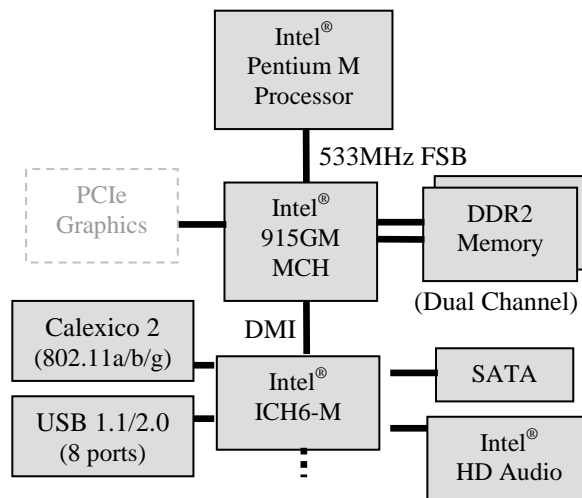 Intel®
Pentium M
Processor
533MHz FSB
PCIe
Graphics
Intel®
915GM
MCH
DDR2
Memory
(Dual Channel)
DMI
Calexico 2
(802.11a/b/g)
Intel®
ICH6-M
SATA
USB 1.1/2.0
(8 ports)
Intel®
HD Audio